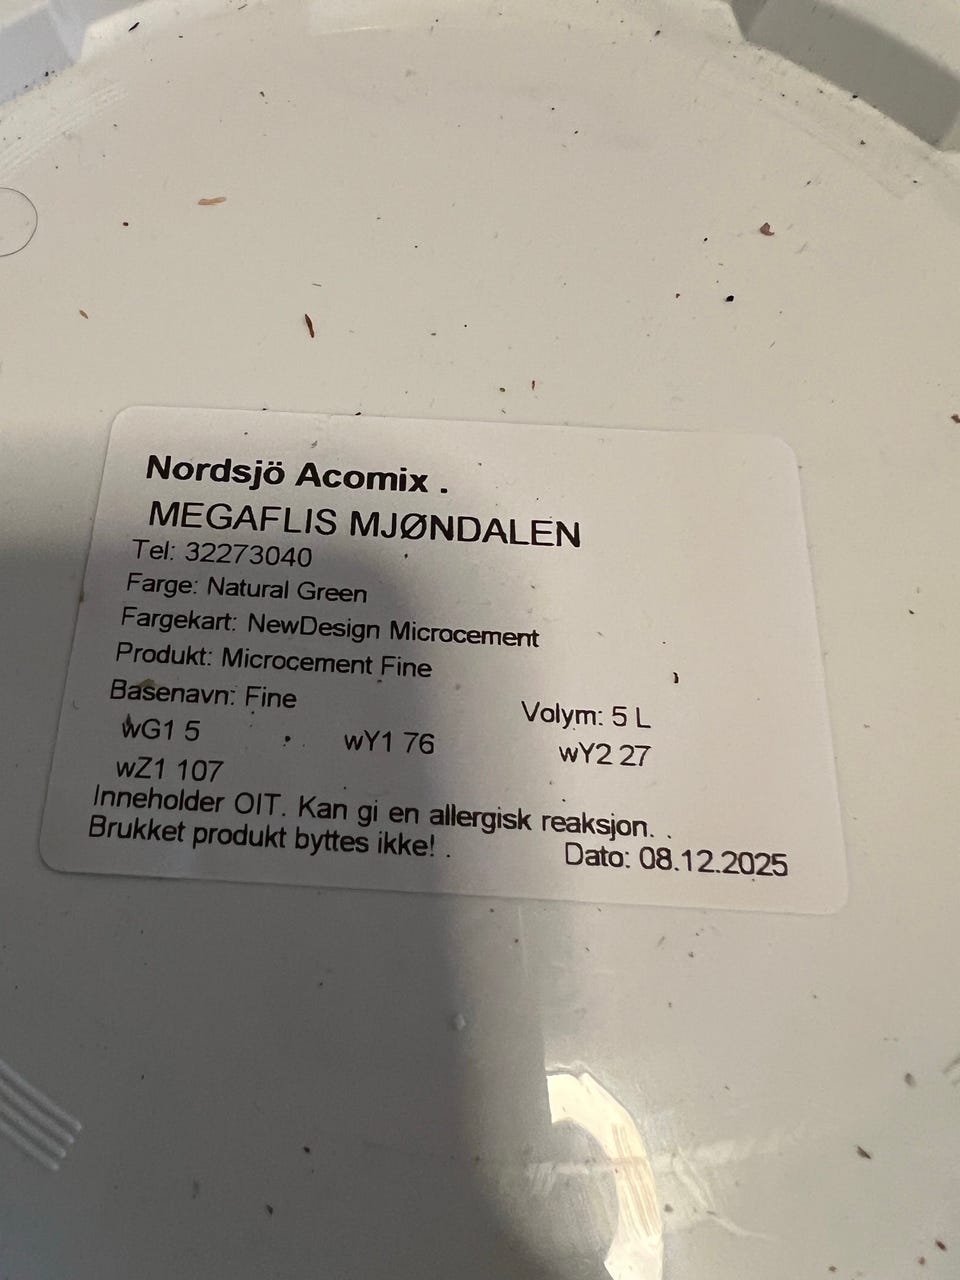 Nordsjö Acomix .
MEGAFLIS MJØNDALEN
Tel: 32273040
Farge: Natural Green
Fargekart: NewDesign Microcement
Produkt: Microcement Fine
Basenavn: Fine Volym: 5 L
wG1 5 wY1 76 wY2 27
wZ1 107
Inneholder OIT. Kan gi en allergisk reaksjon. .
Brukket produkt byttes ikke! . Dato: 08.12.2025